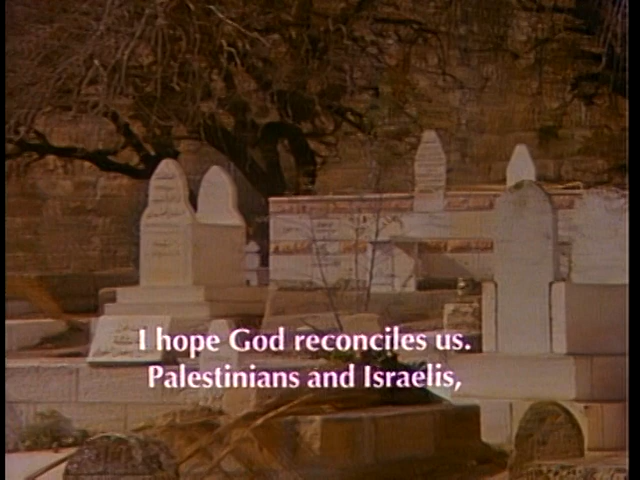 I hope God reconciles us.
Palestinians and Israelis,